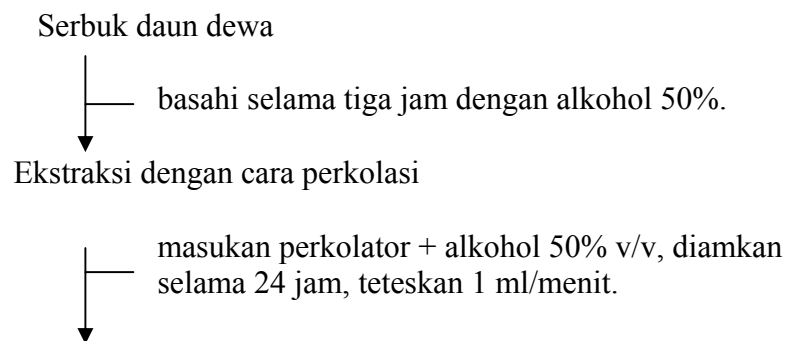 Serbuk daun dewa
basahi selama tiga jam dengan alkohol 50%.
Ekstraksi dengan cara perkolasi
masukan perkolator + alkohol 50% v/v, diamkan
selama 24 jam, teteskan 1 ml/menit.